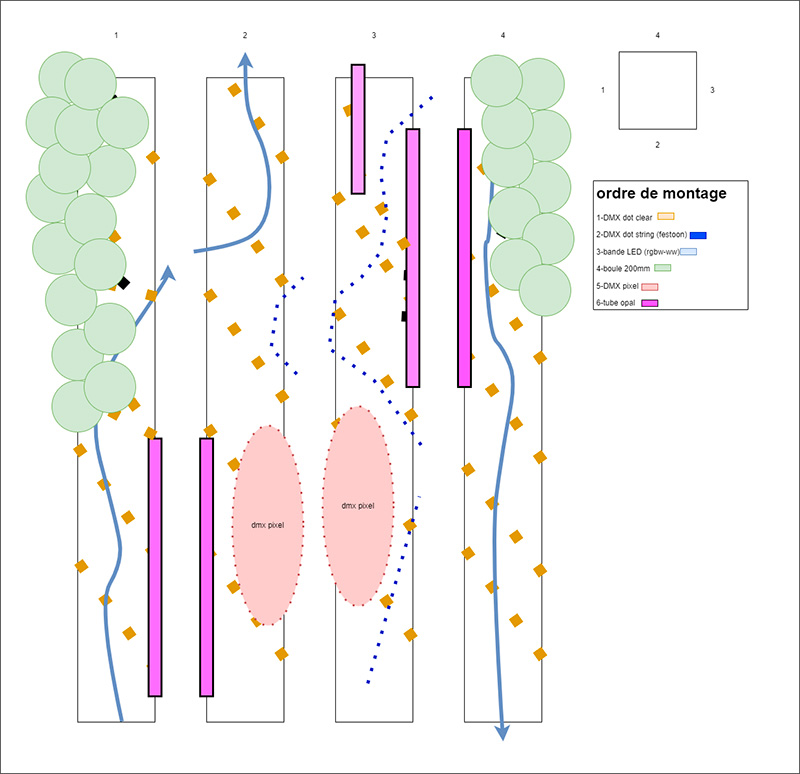 1
2
3
4
4
1
3
2
ordre de montage
1-DMX dot clear
2-DMX dot string (festoon)
3-bande LED (rgbw-ww)
4-boule 200mm
5-DMX pixel
6-tube opal
dmx pixel
dmx pixel